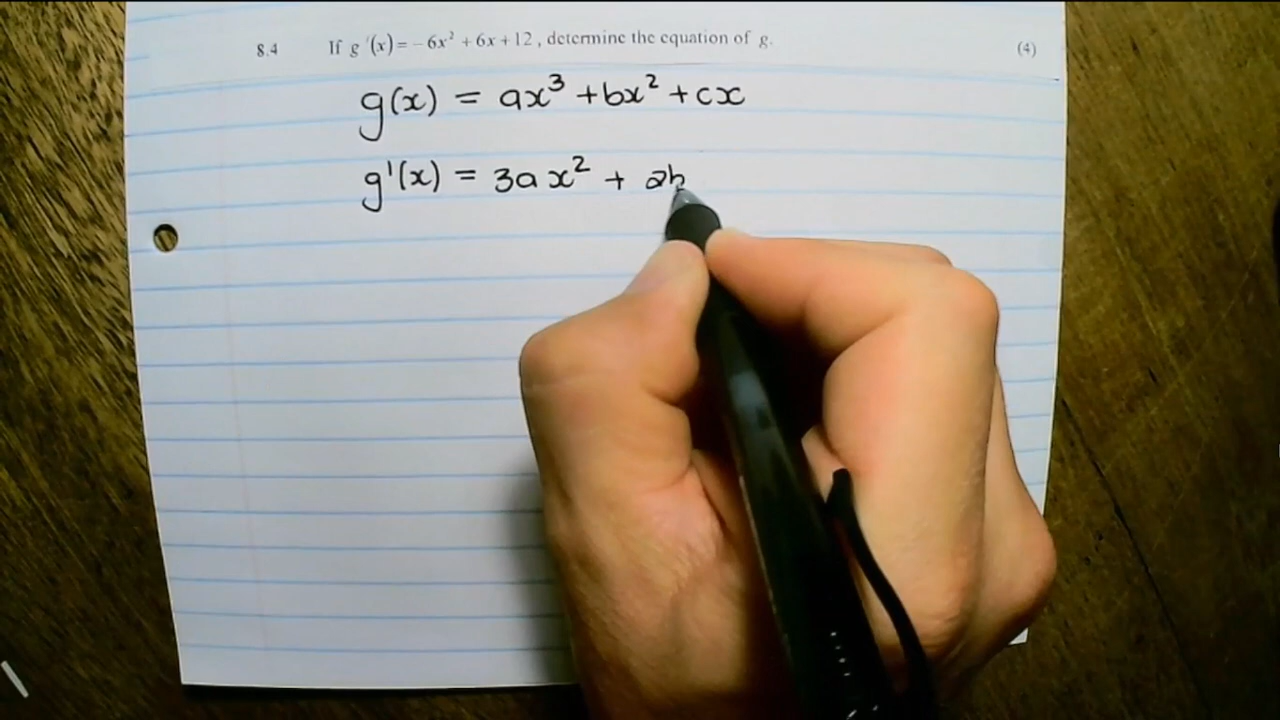 8.4 If g '(x) = −6x² + 6x + 12 , determine the equation of g. (4)
g(x) = ax³ + bx² + cx
g'(x) = 3ax² + 2b